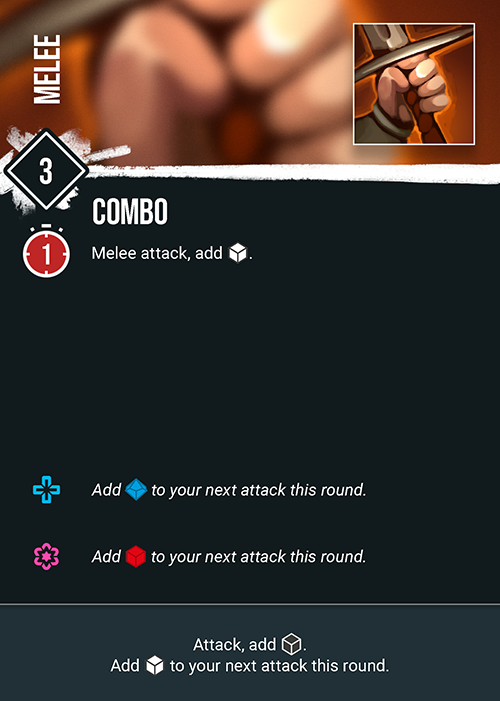 MELEE
3
COMBO
1
Melee attack, add .
Add to your next attack this round.
Add to your next attack this round.
Attack, add .
Add to your next attack this round.